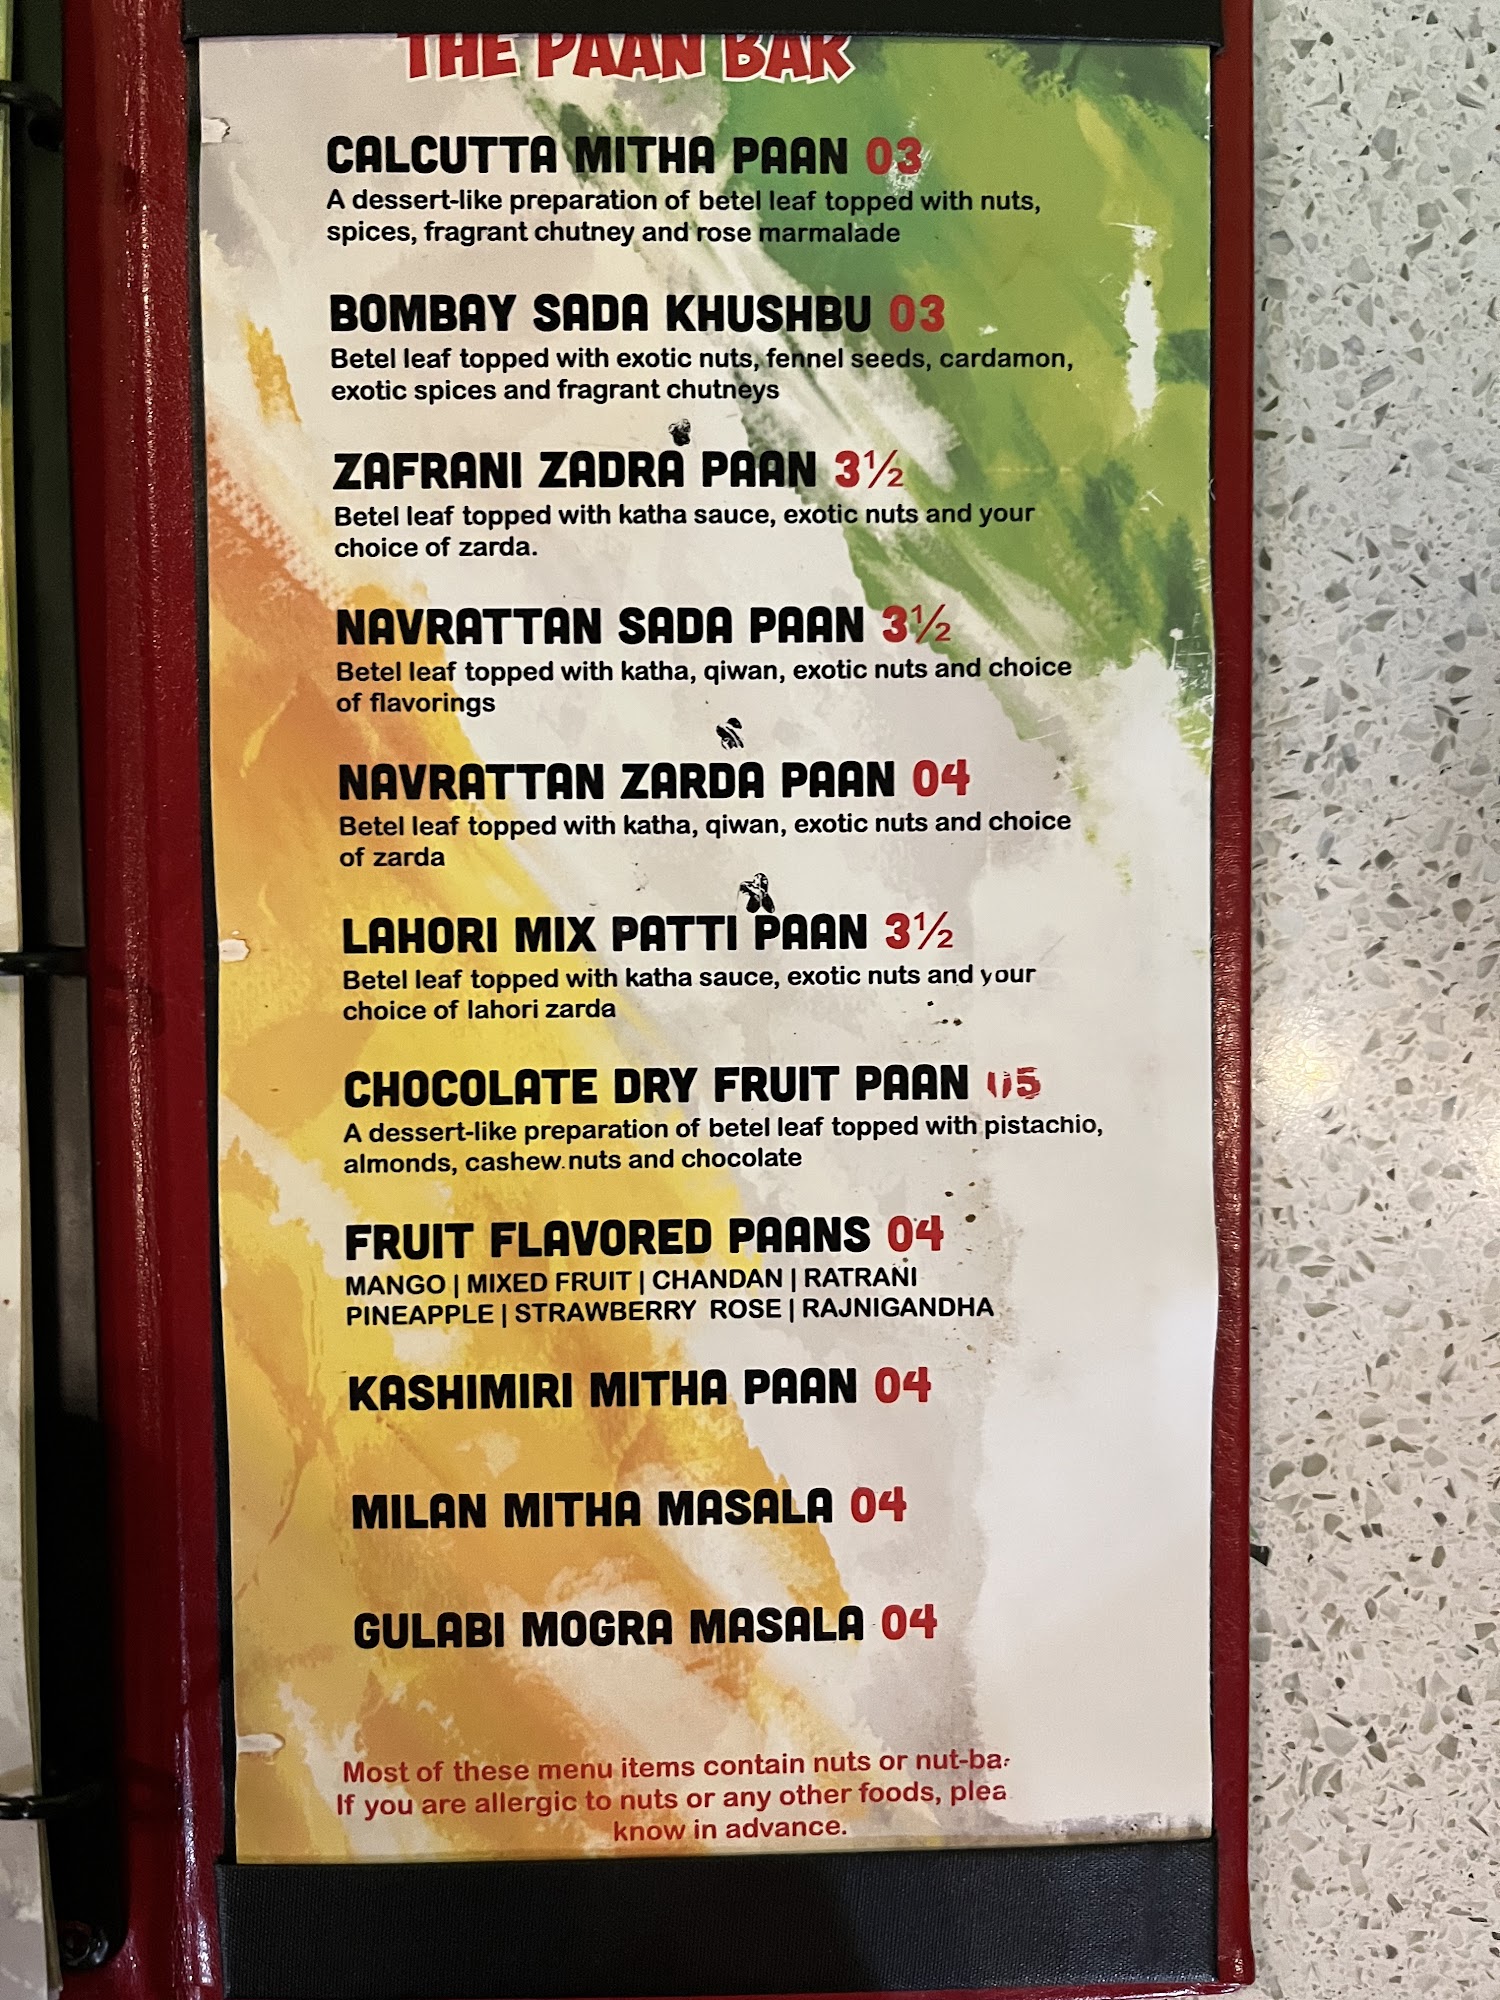 THE PAAN BAR
CALCUTTA MITHA PAAN 03
A dessert-like preparation of betel leaf topped with nuts,
spices, fragrant chutney and rose marmalade
BOMBAY SADA KHUSHBU 03
Betel leaf topped with exotic nuts, fennel seeds, cardamon,
exotic spices and fragrant chutneys
ZAFRANI ZADRA PAAN 3½
Betel leaf topped with katha sauce, exotic nuts and your
choice of zarda.
NAVRATTAN SADA PAAN 3½
Betel leaf topped with katha, qiwan, exotic nuts and choice
of flavorings
NAVRATTAN ZARDA PAAN 04
Betel leaf topped with katha, qiwan, exotic nuts and choice
of zarda
LAHORI MIX PATTI PAAN 3½
Betel leaf topped with katha sauce, exotic nuts and your
choice of lahori zarda
CHOCOLATE DRY FRUIT PAAN 05
A dessert-like preparation of betel leaf topped with pistachio,
almonds, cashew nuts and chocolate
FRUIT FLAVORED PAANS 04
MANGO | MIXED FRUIT | CHANDAN | RATRANI
PINEAPPLE | STRAWBERRY ROSE | RAJNIGANDHA
KASHIMIRI MITHA PAAN 04
MILAN MITHA MASALA 04
GULABI MOGRA MASALA 04
Most of these menu items contain nuts or nut-ba
If you are allergic to nuts or any other foods, plea
know in advance.